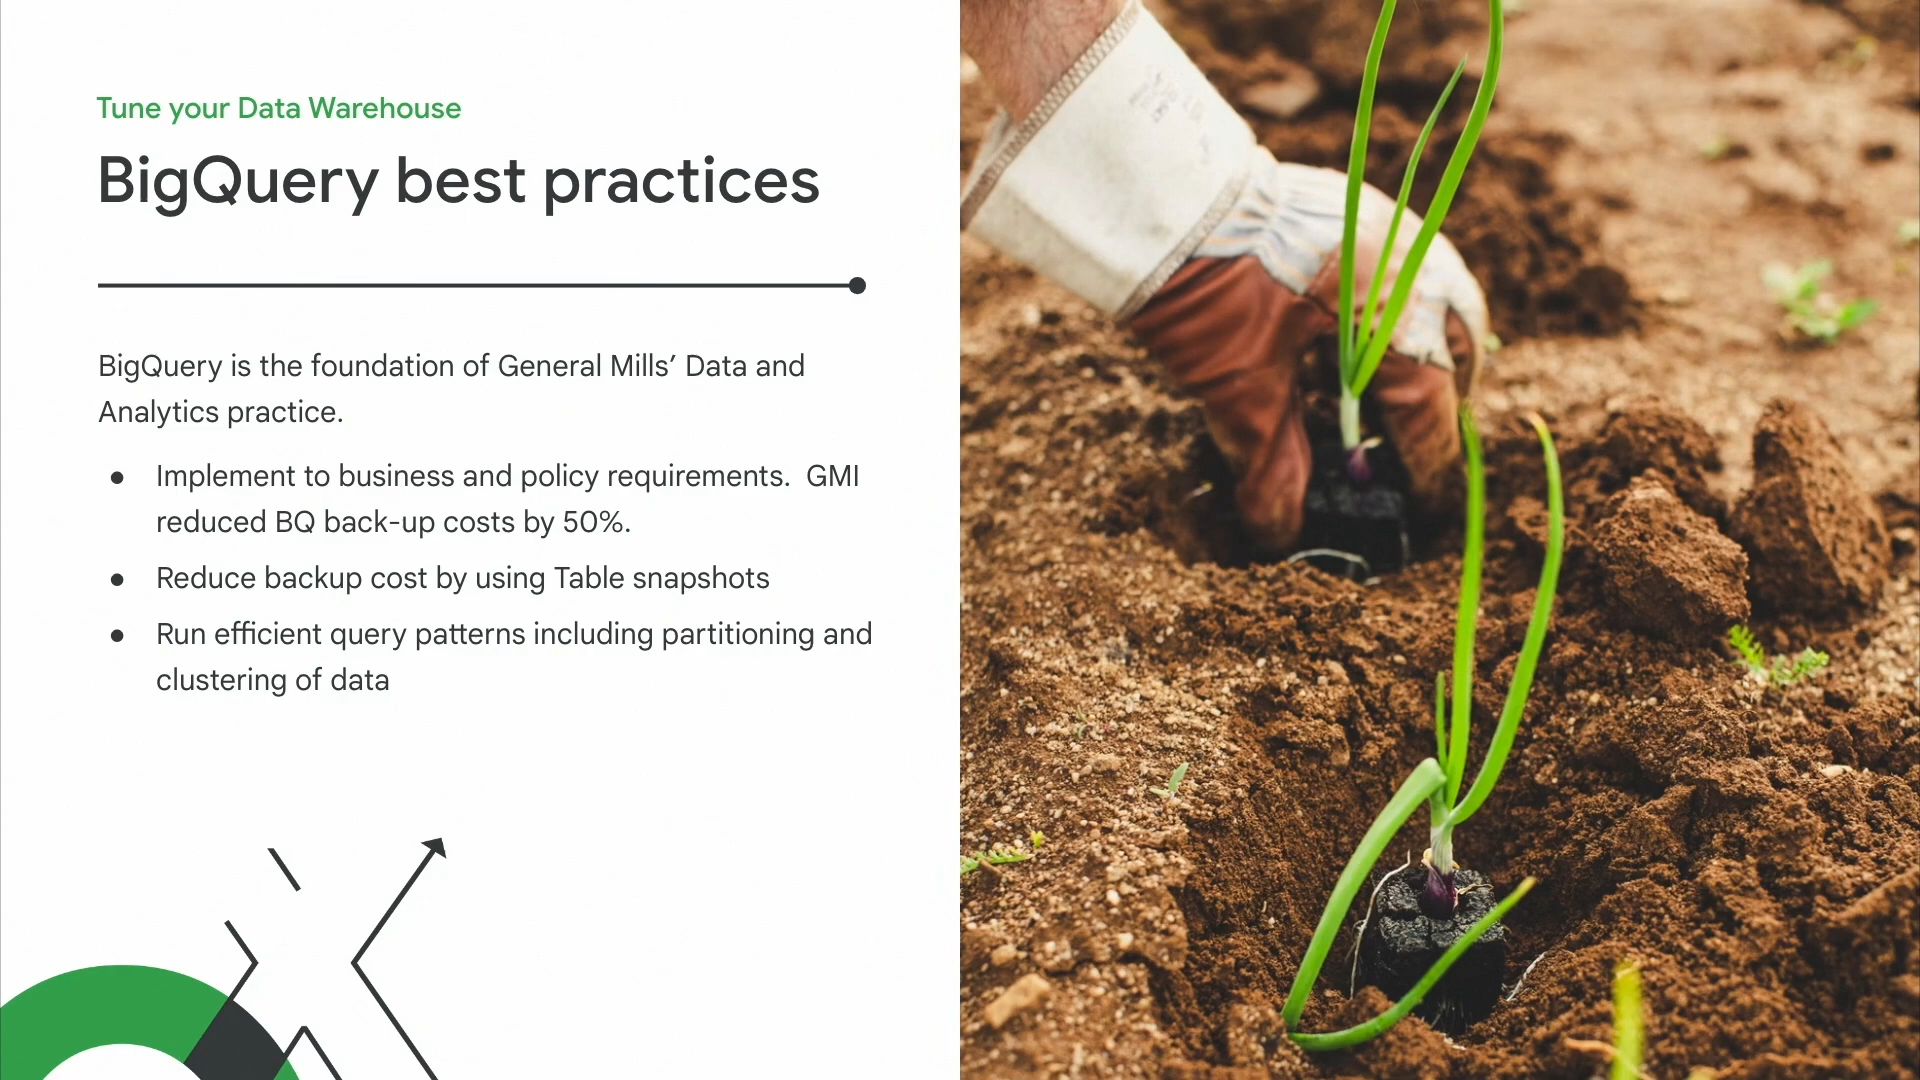 Tune your Data Warehouse
BigQuery best practices
BigQuery is the foundation of General Mills’ Data and
Analytics practice.
● Implement to business and policy requirements.  GMI
reduced BQ back-up costs by 50%.
● Reduce backup cost by using Table snapshots
● Run efficient query patterns including partitioning and
clustering of data